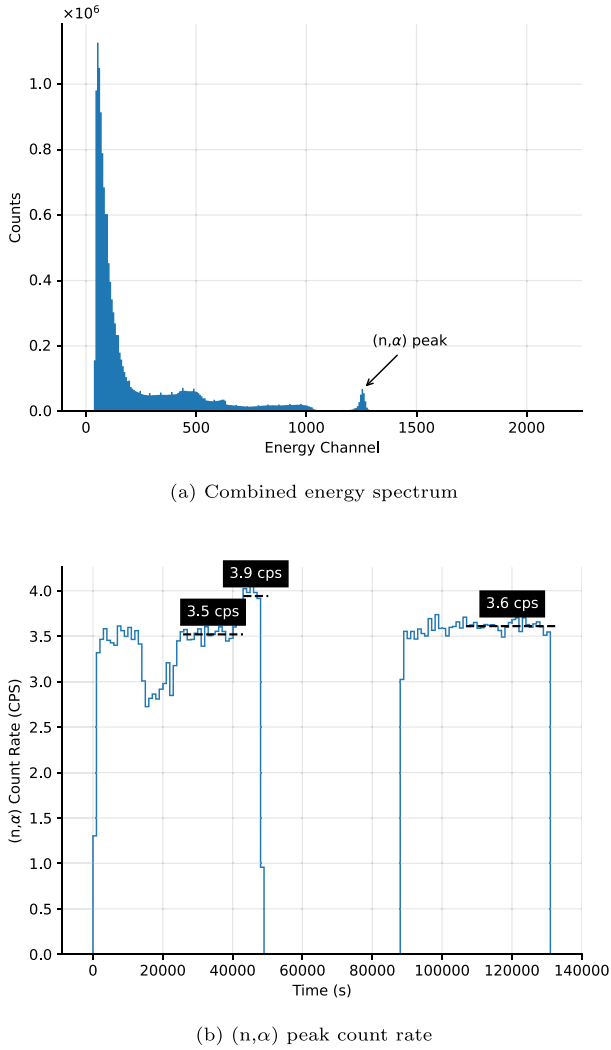 ×10⁶
1.0
0.8
0.6
0.4
0.2
0.0
Counts
(n,α) peak
0 500 1000 1500 2000
Energy Channel
(a) Combined energy spectrum
3.9 cps
3.5 cps
3.6 cps
4.0
3.5
3.0
2.5
2.0
1.5
1.0
0.5
0.0
(n,α) Count Rate (CPS)
0 20000 40000 60000 80000 100000 120000 140000
Time (s)
(b) (n,α) peak count rate